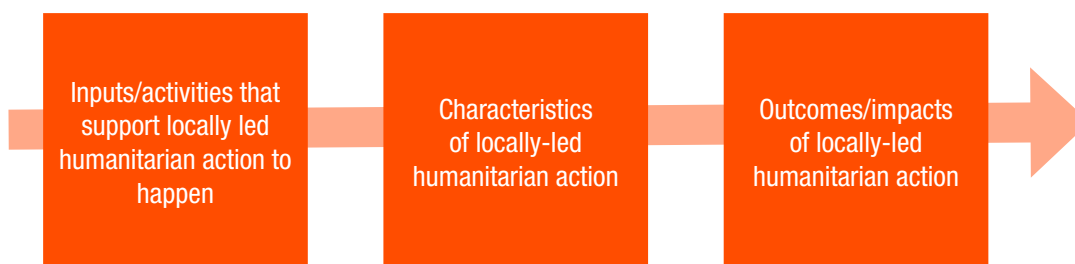 Inputs/activities that
support locally led
humanitarian action to
happen
Characteristics
of locally-led
humanitarian action
Outcomes/impacts
of locally-led
humanitarian action